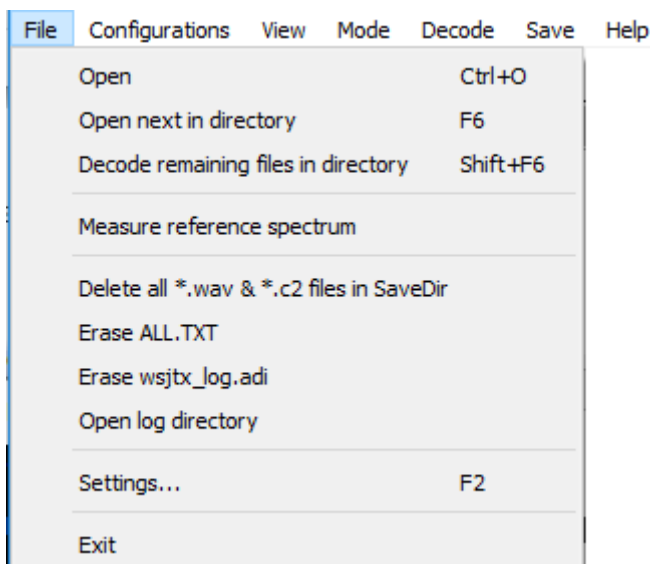 File Configurations View Mode Decode Save Help
Open Ctrl+O
Open next in directory F6
Decode remaining files in directory Shift+F6
Measure reference spectrum
Delete all *.wav & *.c2 files in SaveDir
Erase ALL.TXT
Erase wsjtx_log.adi
Open log directory
Settings... F2
Exit